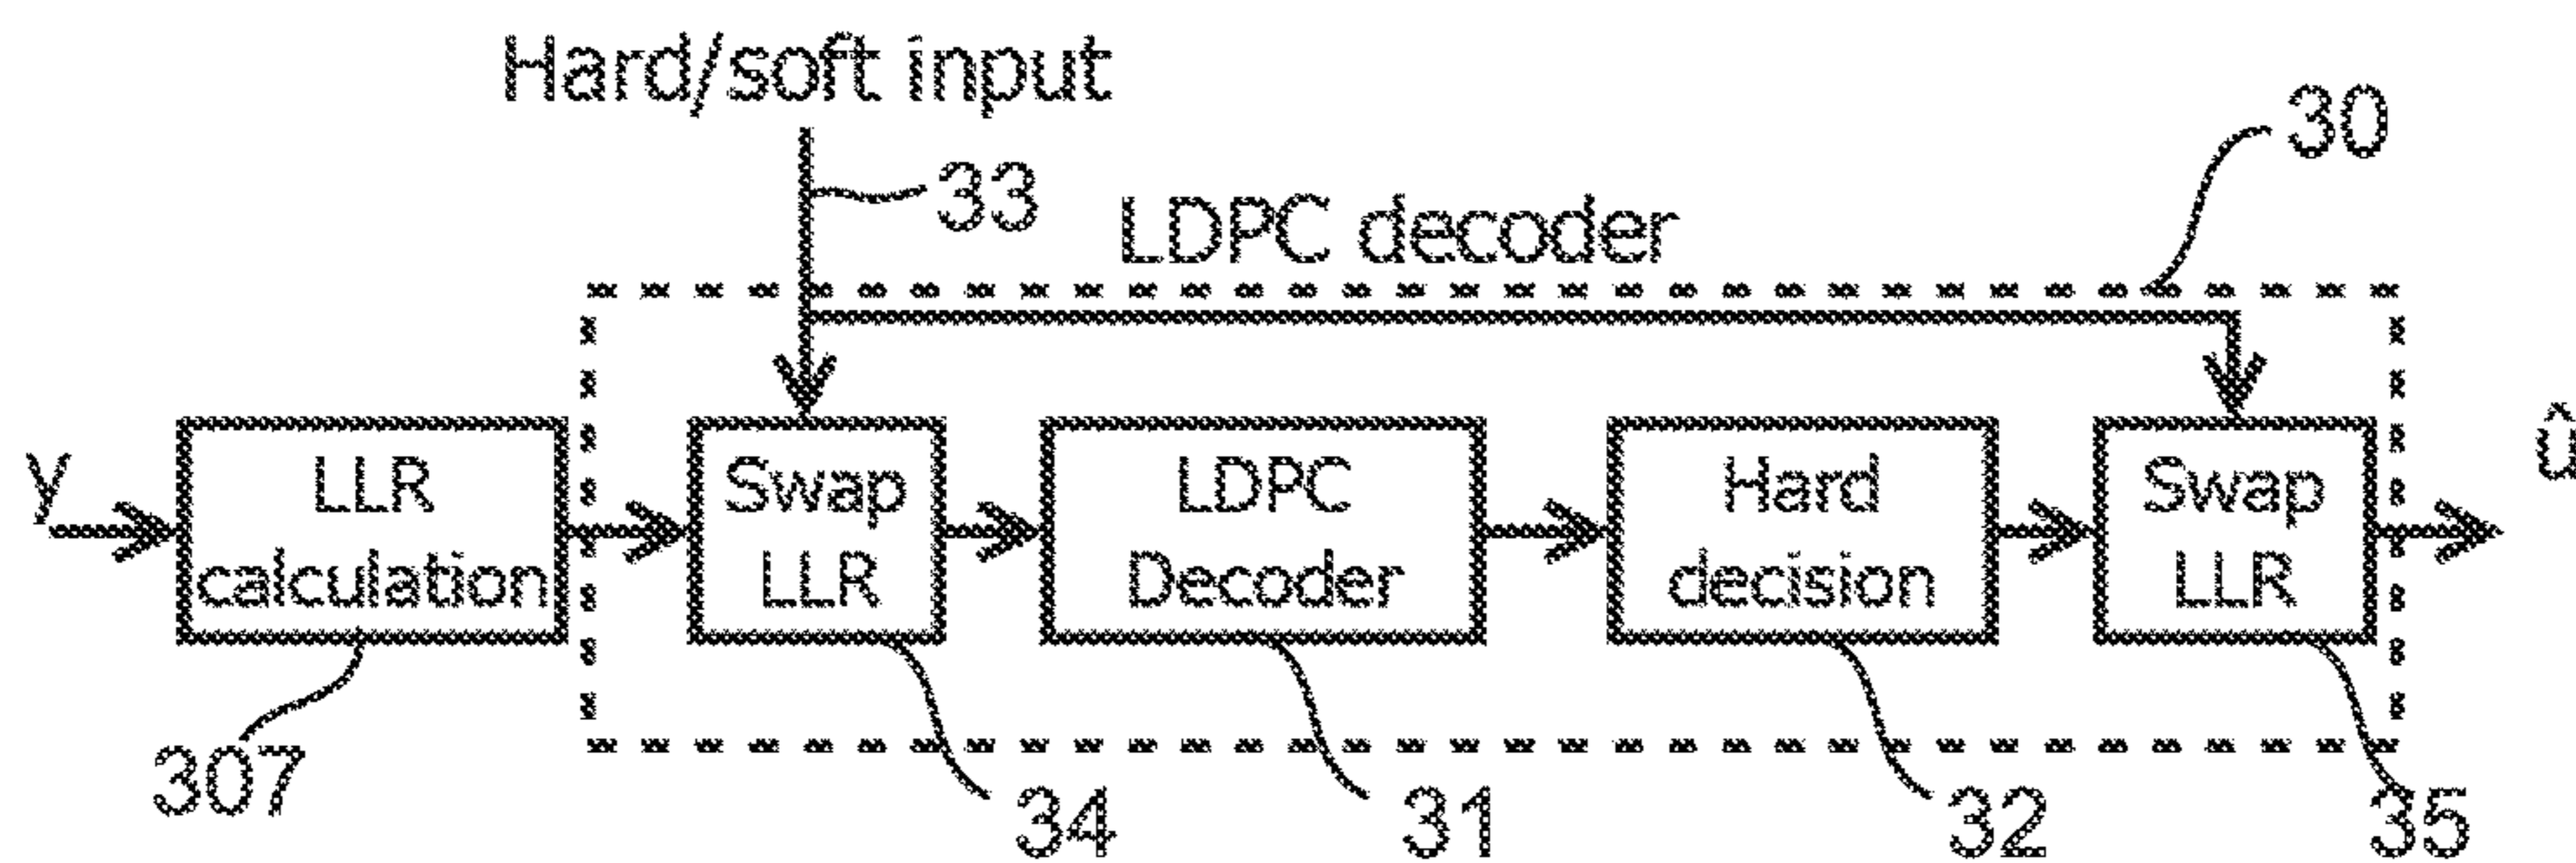 Hard/soft input
30
33
LDPC decoder
y
LLR
calculation
Swap
LLR
LDPC
Decoder
Hard
decision
Swap
LLR
û
307
34
31
32
35